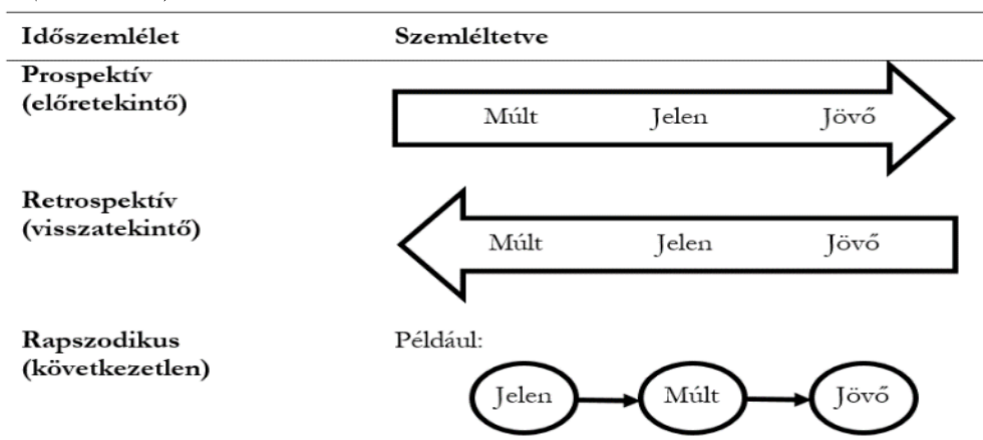 Időszemlélet Szemléltetve
Prospektív
(előretekintő)
Múlt Jelen Jövő
Retrospektív
(visszatekintő)
Múlt Jelen Jövő
Rapszodikus
(következetlen)
Például:
Jelen Múlt Jövő